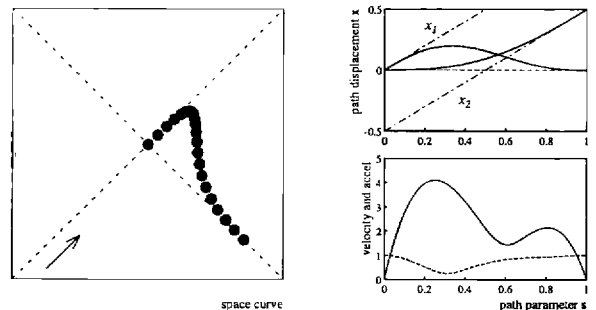 space curve
path displacement x
0.5
0
-0.5
x1
x2
0 0.2 0.4 0.6 0.8 1
velocity and accel
5
4
3
2
1
0
0 0.2 0.4 0.6 0.8 1
path parameter s